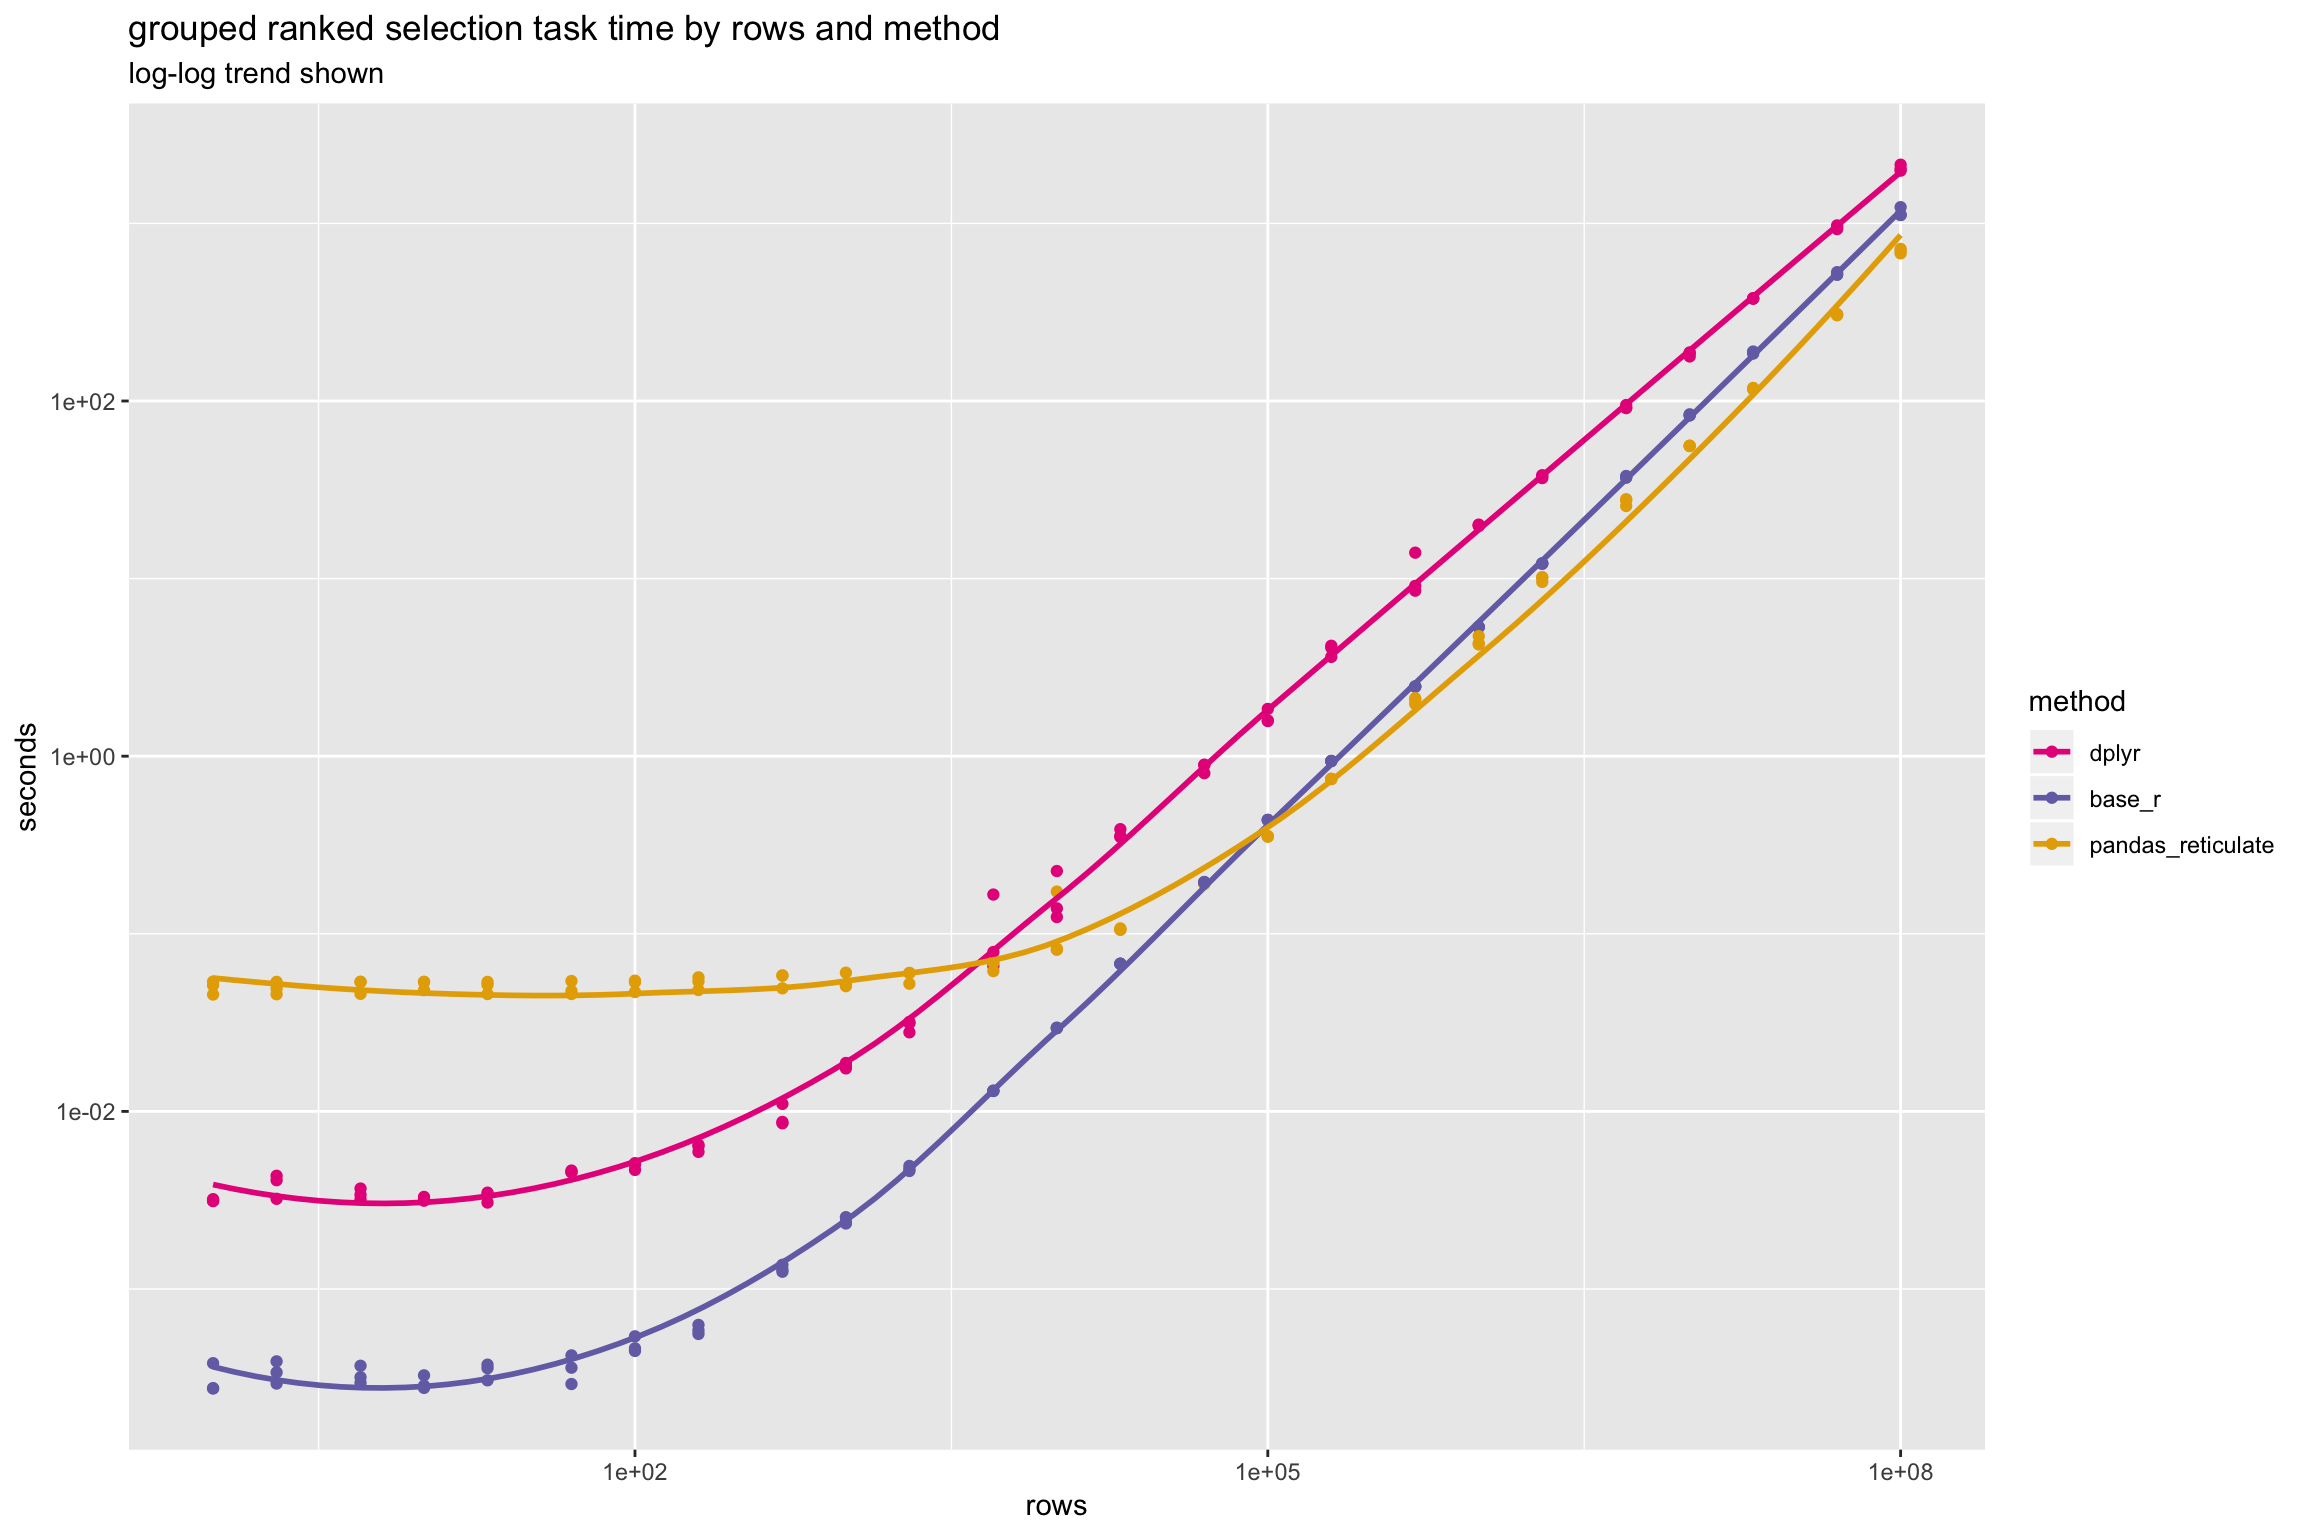 grouped ranked selection task time by rows and method
log-log trend shown
seconds
1e+02
1e+00
1e-02
1e+02
1e+05
1e+08
rows
method
dplyr
base_r
pandas_reticulate